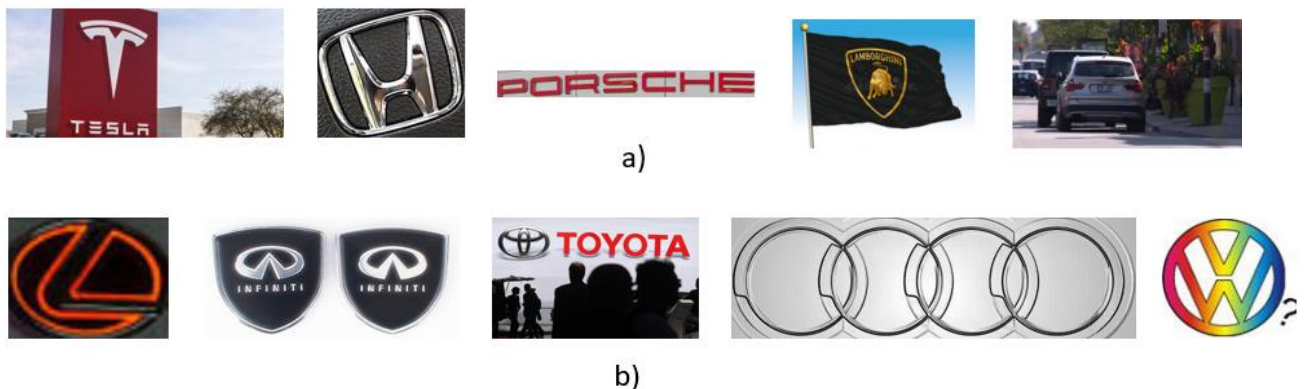 TESLA
PORSCHE
LAMBORGHINI
a)
INFINITI INFINITI
TOYOTA
?
b)